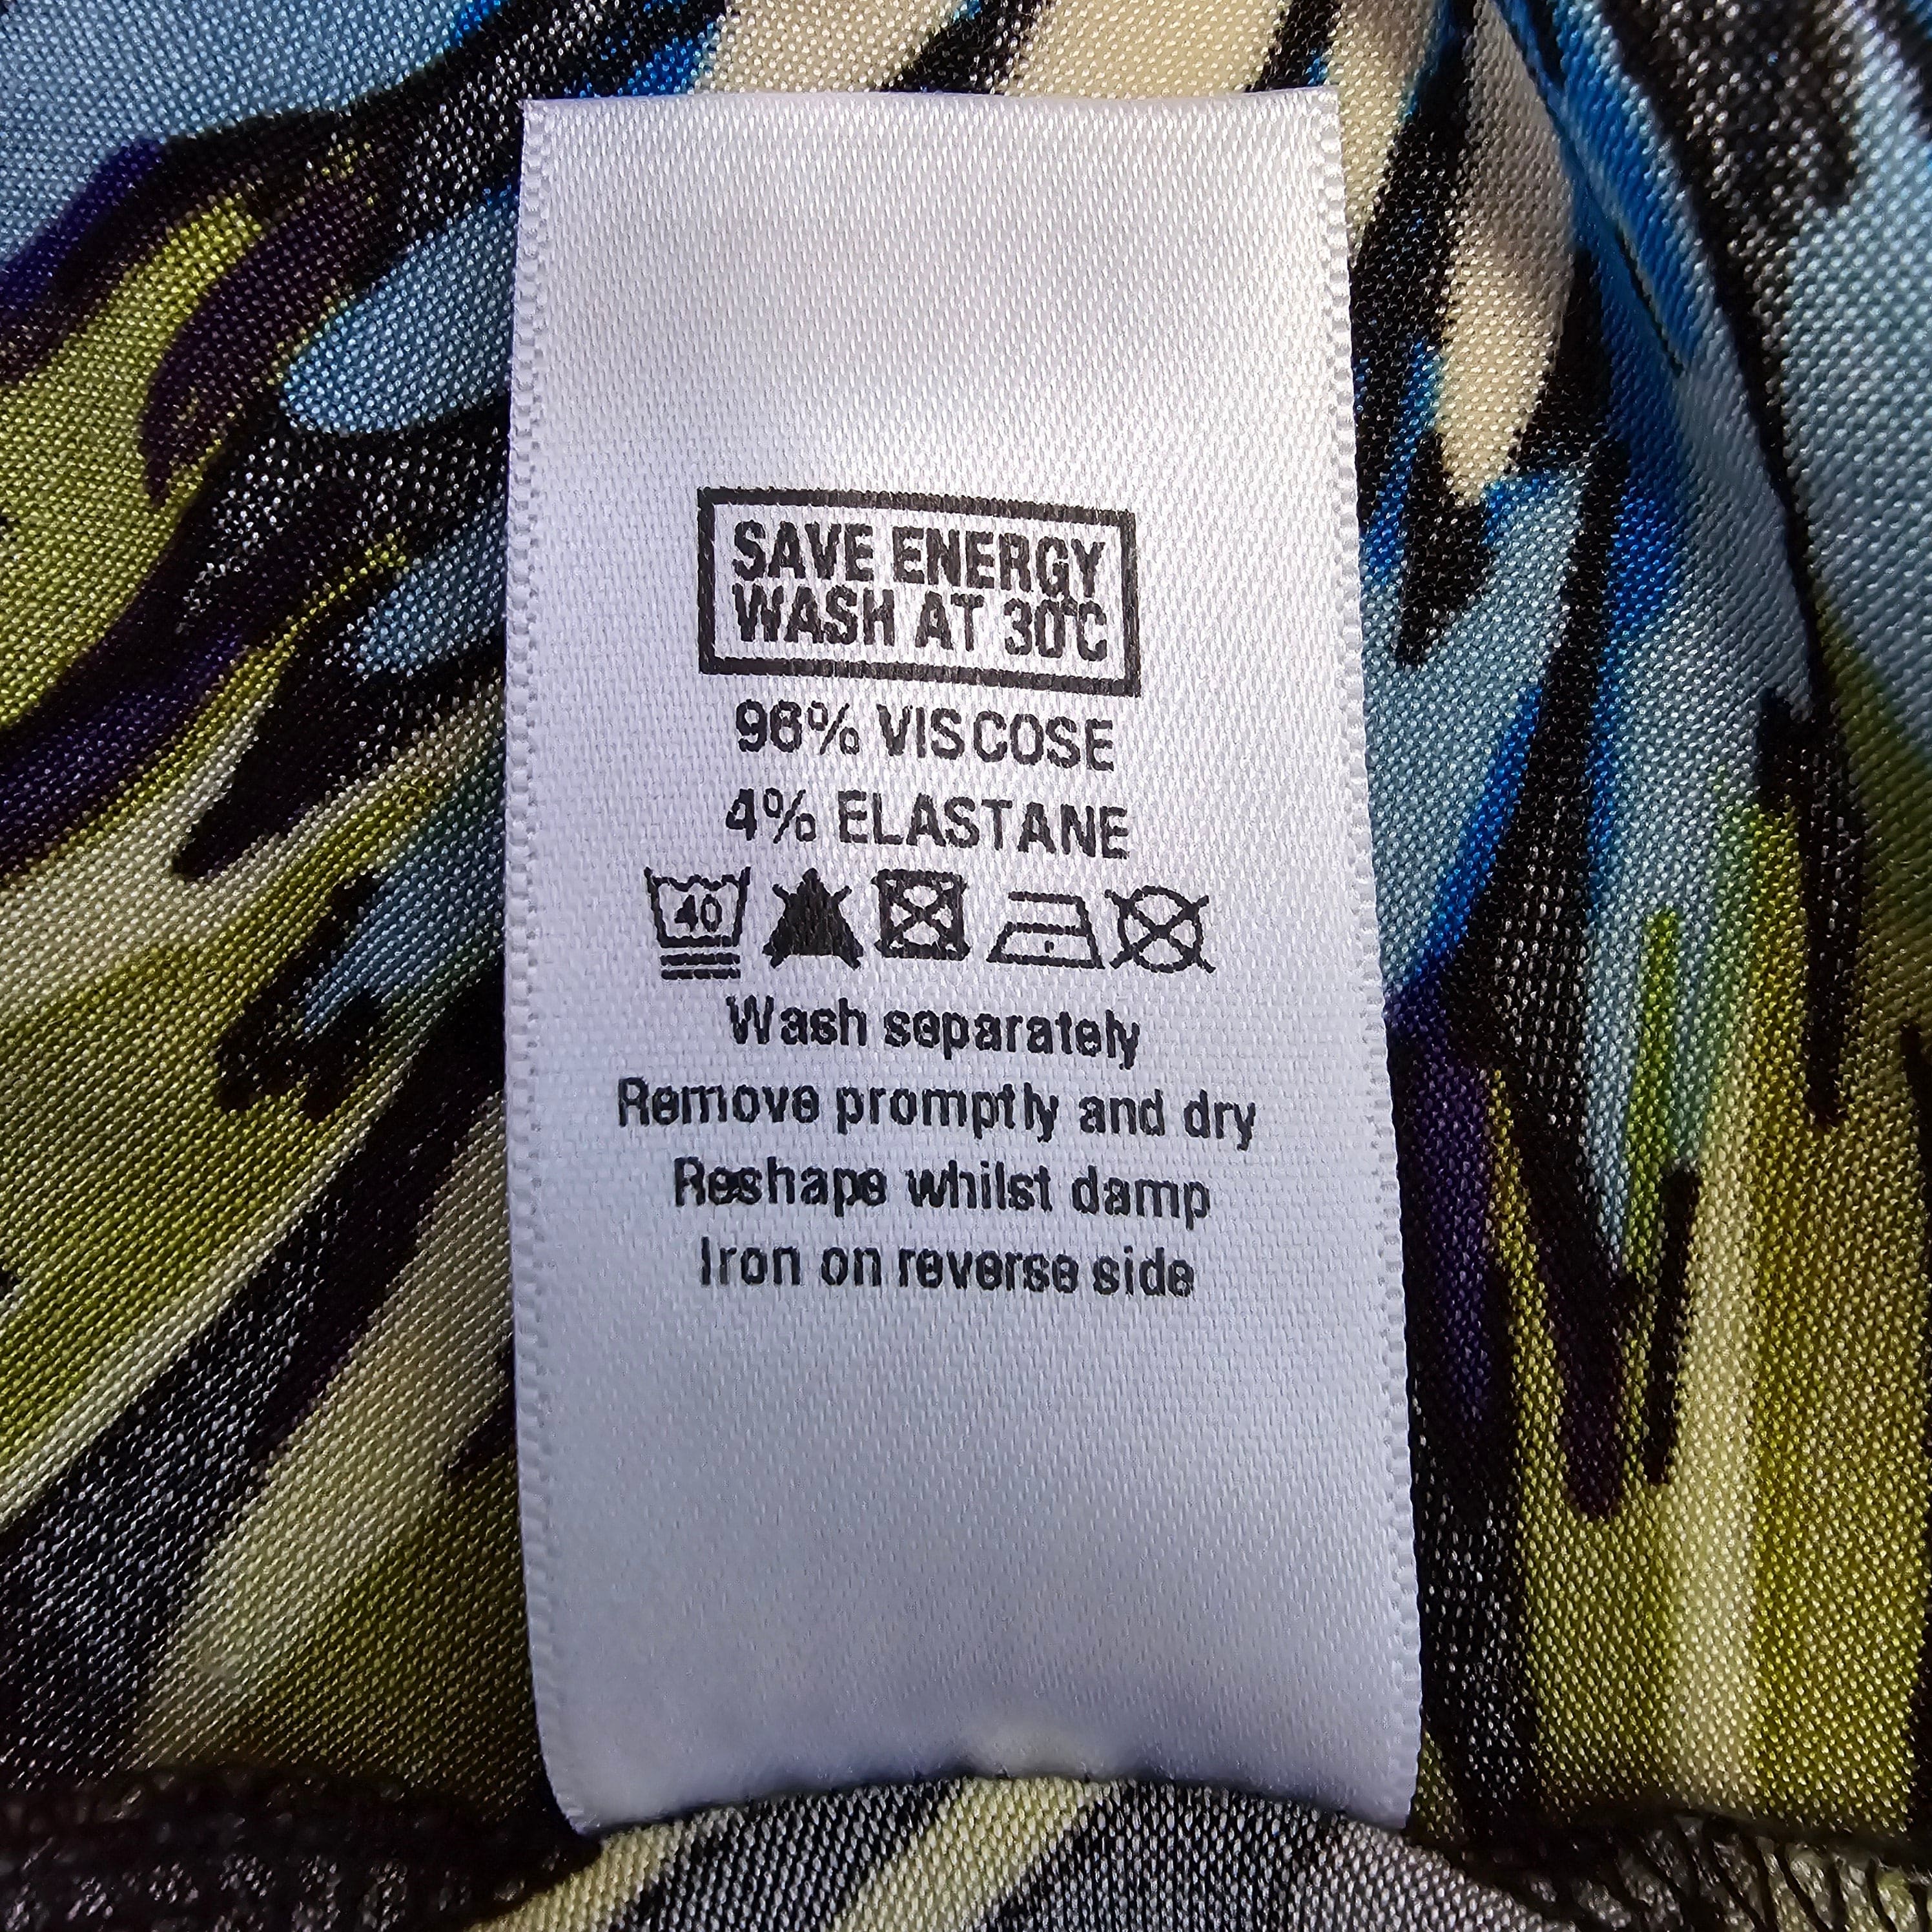 SAVE ENERGY
WASH AT 30°C
96% VISCOSE
4% ELASTANE
40
Wash separately
Remove promptly and dry
Reshape whilst damp
Iron on reverse side